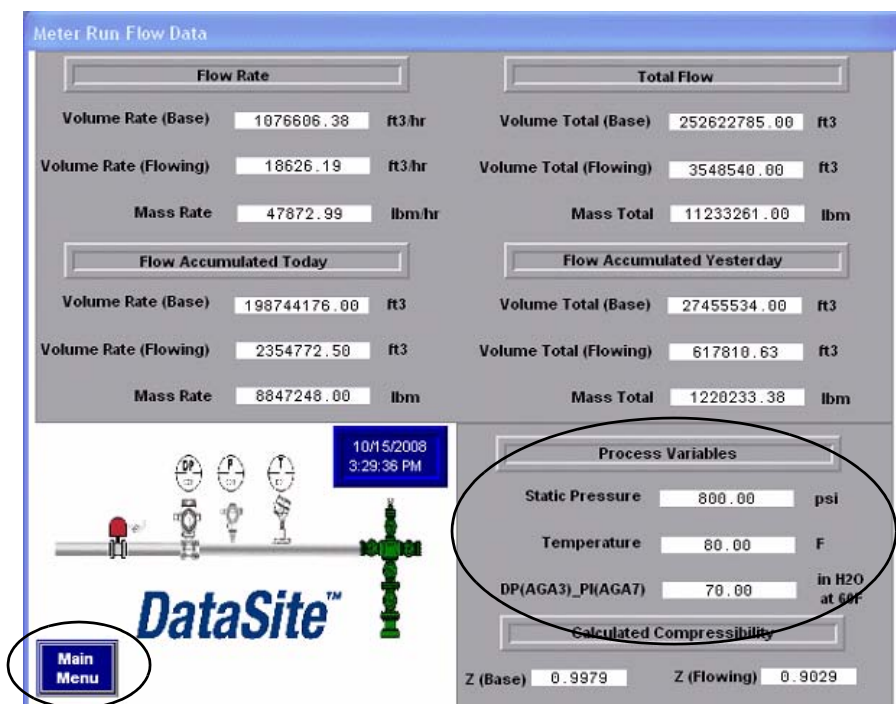 Meter Run Flow Data
Flow Rate
Volume Rate (Base) 1076606.38 ft3/hr
Volume Rate (Flowing) 18626.19 ft3/hr
Mass Rate 47872.99 lbm/hr
Total Flow
Volume Total (Base) 252622785.00 ft3
Volume Total (Flowing) 3548540.00 ft3
Mass Total 11233261.00 lbm
Flow Accumulated Today
Volume Rate (Base) 198744176.00 ft3
Volume Rate (Flowing) 2354772.50 ft3
Mass Rate 8847248.00 lbm
Flow Accumulated Yesterday
Volume Total (Base) 27455534.00 ft3
Volume Total (Flowing) 617810.63 ft3
Mass Total 1220233.38 lbm
10/15/2008
3:29:36 PM
DP P T
DataSite™
Main
Menu
Process Variables
Static Pressure 800.00 psi
Temperature 80.00 F
DP(AGA3)_PI(AGA7) 70.00 in H2O
at 60F
Calculated Compressibility
Z (Base) 0.9979 Z (Flowing) 0.9029